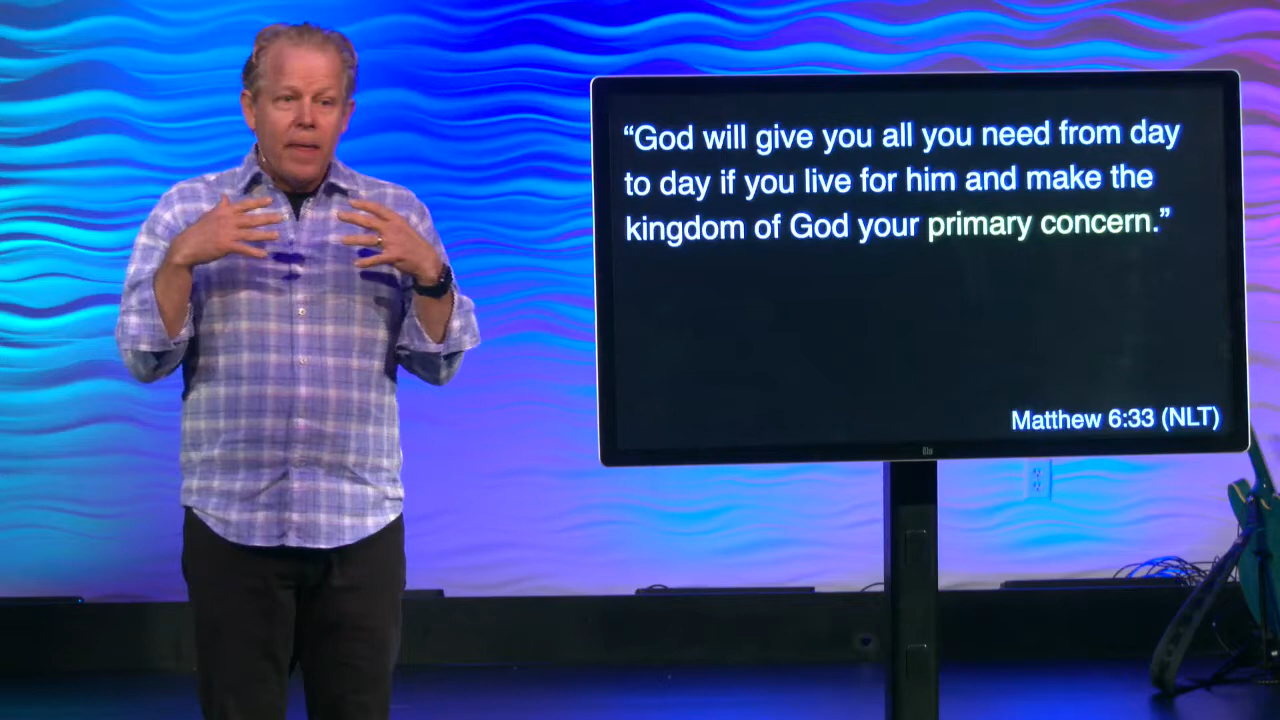 “God will give you all you need from day
to day if you live for him and make the
kingdom of God your primary concern.”
Matthew 6:33 (NLT)
elo